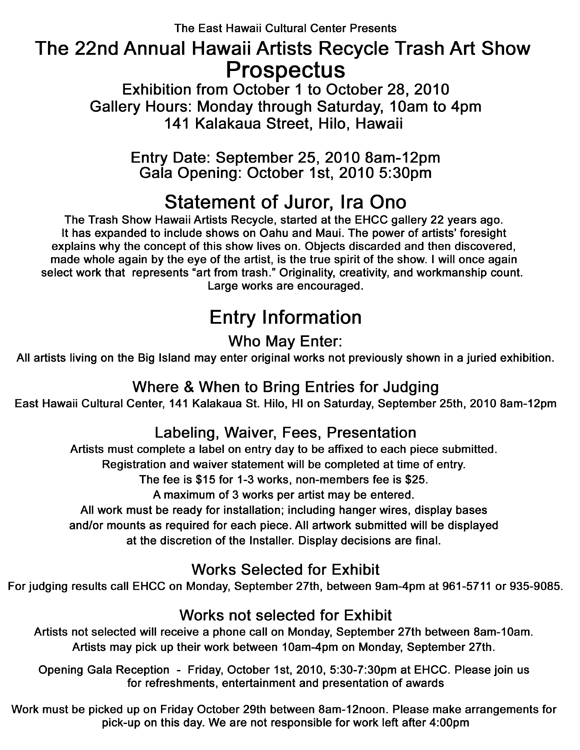 The East Hawaii Cultural Center Presents
The 22nd Annual Hawaii Artists Recycle Trash Art Show
Prospectus
Exhibition from October 1 to October 28, 2010
Gallery Hours: Monday through Saturday, 10am to 4pm
141 Kalakaua Street, Hilo, Hawaii
Entry Date: September 25, 2010 8am-12pm
Gala Opening: October 1st, 2010 5:30pm
Statement of Juror, Ira Ono
The Trash Show Hawaii Artists Recycle, started at the EHCC gallery 22 years ago.
It has expanded to include shows on Oahu and Maui. The power of artists' foresight
explains why the concept of this show lives on. Objects discarded and then discovered,
made whole again by the eye of the artist, is the true spirit of the show. I will once again
select work that represents "art from trash." Originality, creativity, and workmanship count.
Large works are encouraged.
Entry Information
Who May Enter:
All artists living on the Big Island may enter original works not previously shown in a juried exhibition.
Where & When to Bring Entries for Judging
East Hawaii Cultural Center, 141 Kalakaua St. Hilo, HI on Saturday, September 25th, 2010 8am-12pm
Labeling, Waiver, Fees, Presentation
Artists must complete a label on entry day to be affixed to each piece submitted.
Registration and waiver statement will be completed at time of entry.
The fee is $15 for 1-3 works, non-members fee is $25.
A maximum of 3 works per artist may be entered.
All work must be ready for installation; including hanger wires, display bases
and/or mounts as required for each piece. All artwork submitted will be displayed
at the discretion of the Installer. Display decisions are final.
Works Selected for Exhibit
For judging results call EHCC on Monday, September 27th, between 9am-4pm at 961-5711 or 935-9085.
Works not selected for Exhibit
Artists not selected will receive a phone call on Monday, September 27th between 8am-10am.
Artists may pick up their work between 10am-4pm on Monday, September 27th.
Opening Gala Reception - Friday, October 1st, 2010, 5:30-7:30pm at EHCC. Please join us
for refreshments, entertainment and presentation of awards
Work must be picked up on Friday October 29th between 8am-12noon. Please make arrangements for
pick-up on this day. We are not responsible for work left after 4:00pm